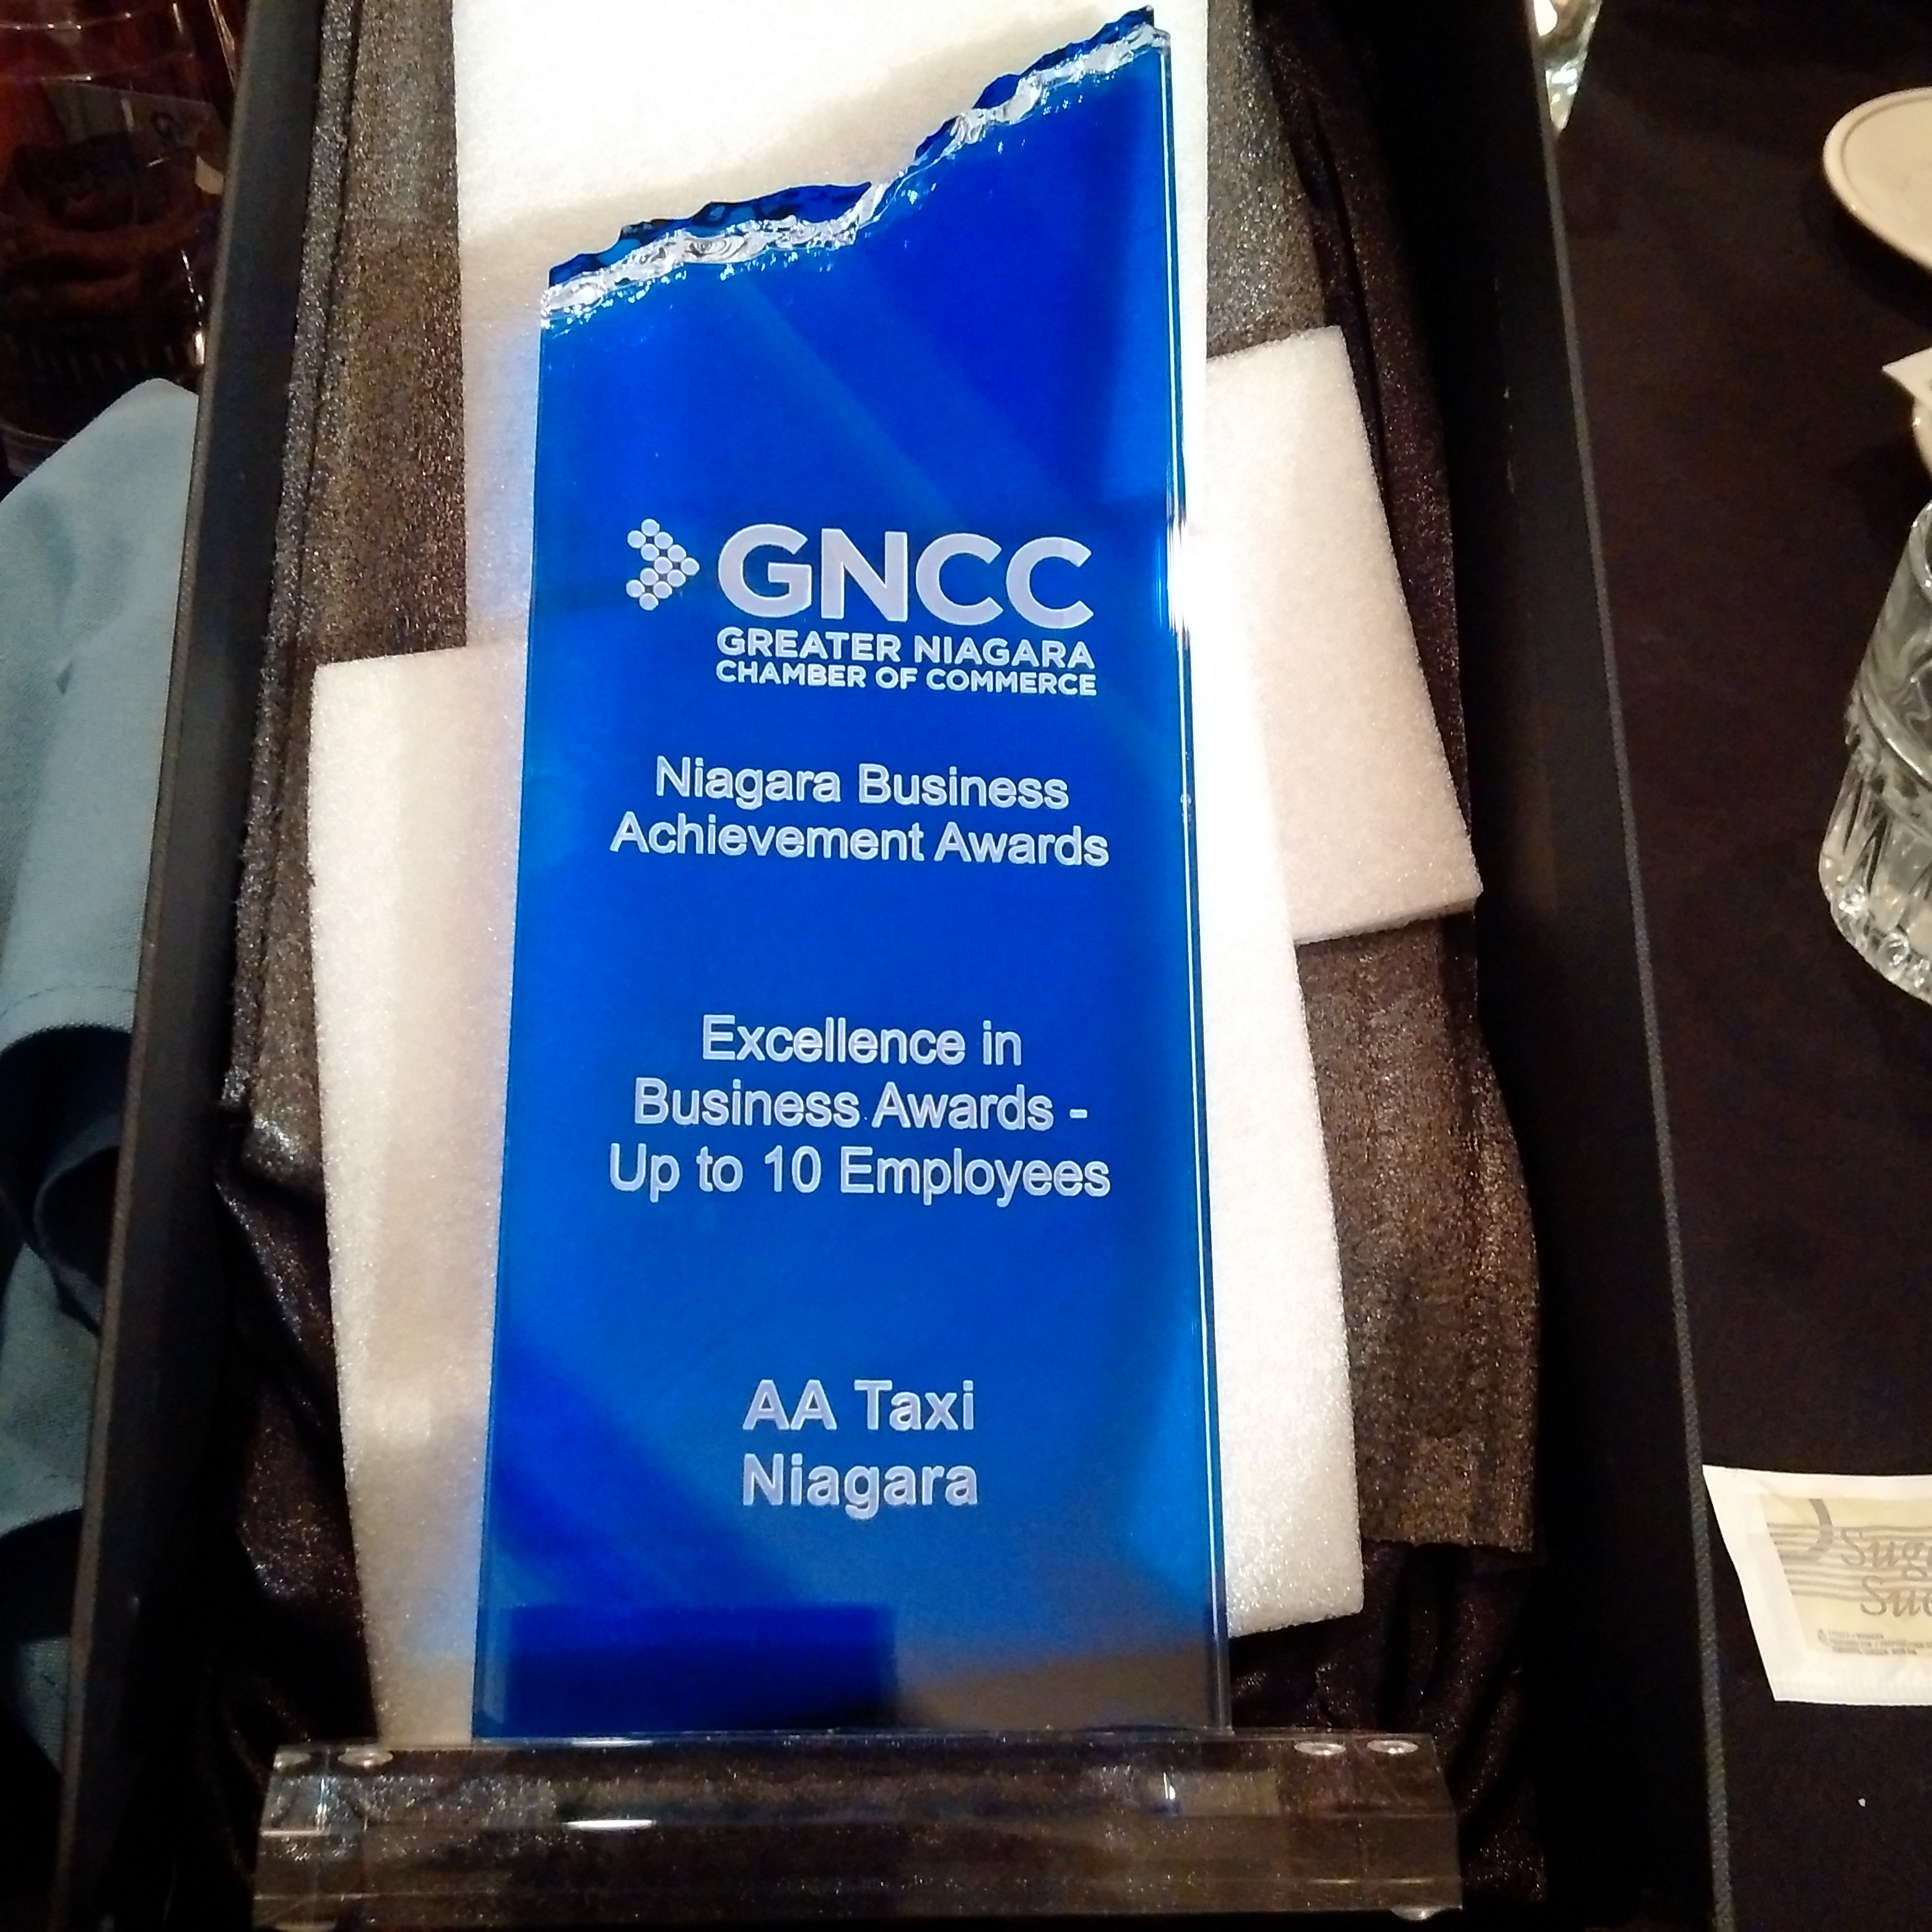 GNCC
GREATER NIAGARA
CHAMBER OF COMMERCE
Niagara Business
Achievement Awards
Excellence in
Business Awards -
Up to 10 Employees
AA Taxi
Niagara